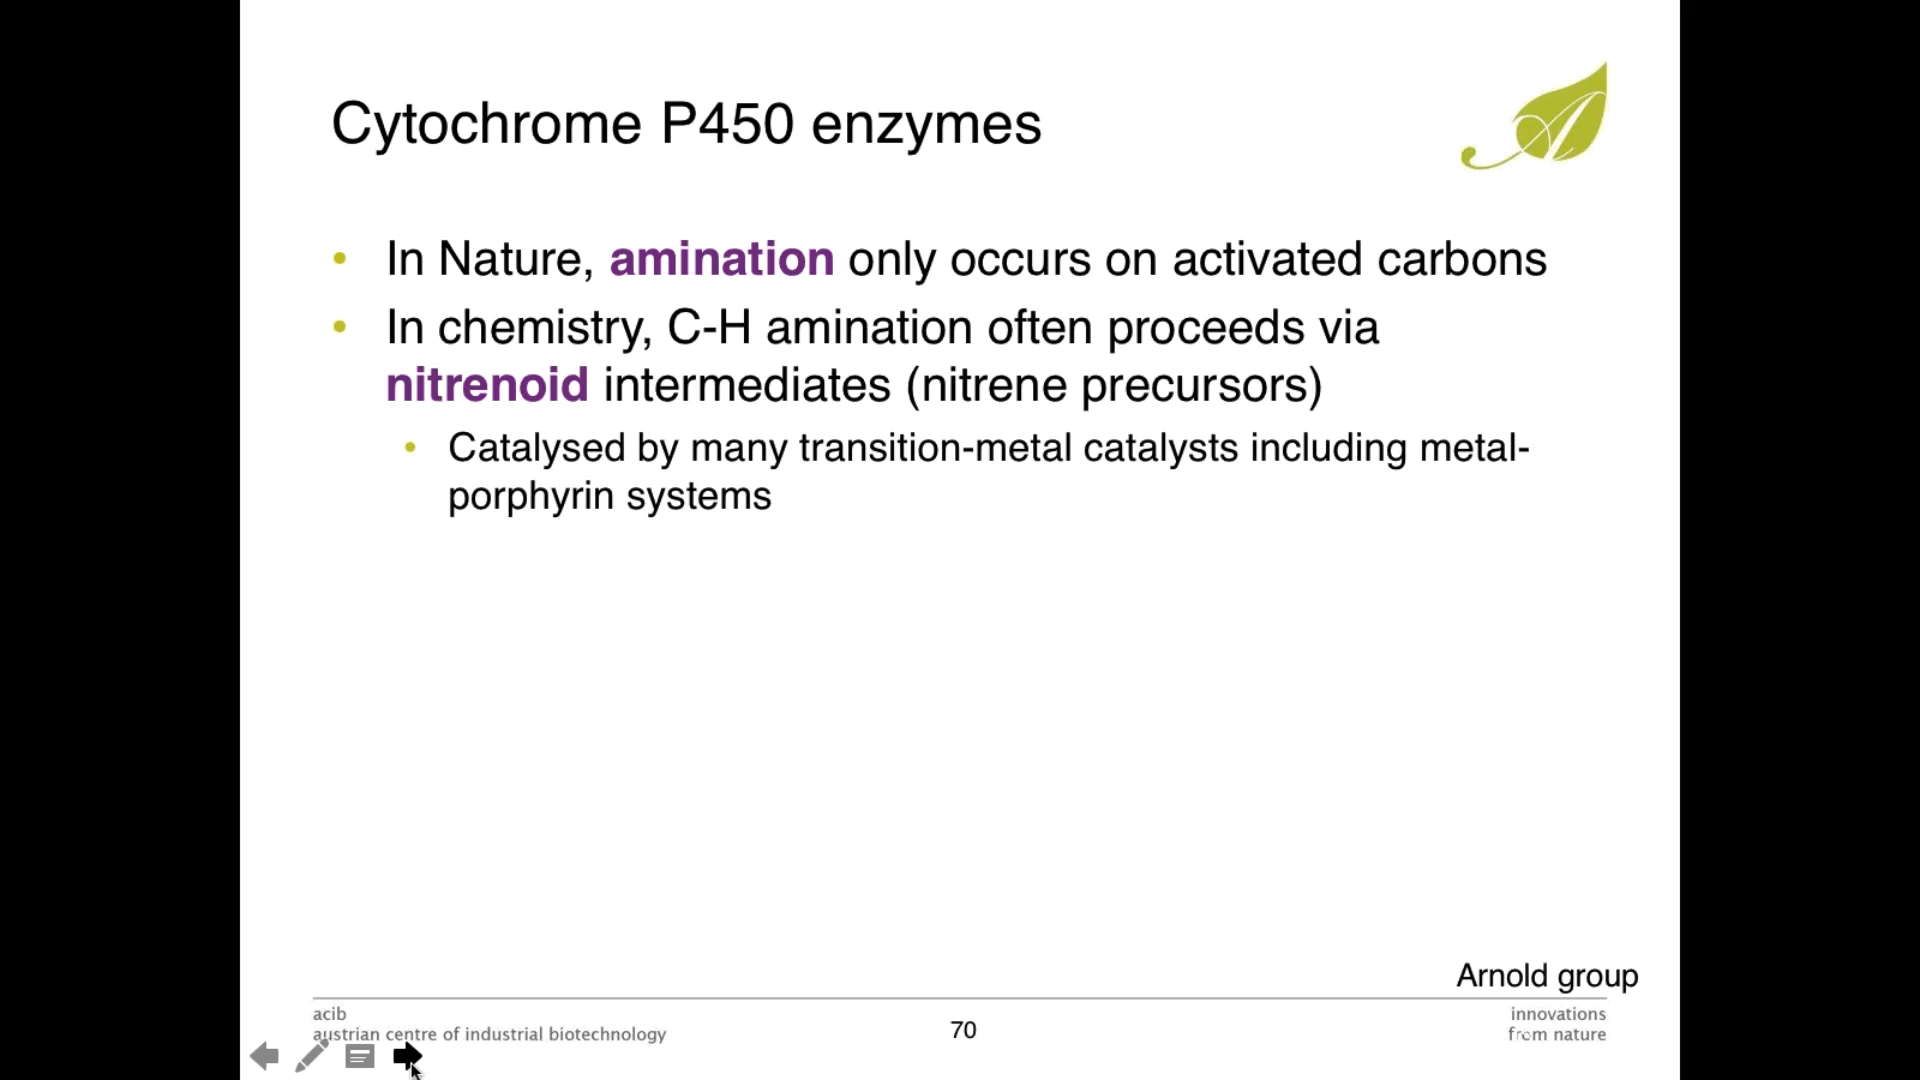 Cytochrome P450 enzymes
• In Nature, amination only occurs on activated carbons
• In chemistry, C-H amination often proceeds via
nitrenoid intermediates (nitrene precursors)
• Catalysed by many transition-metal catalysts including metal-
porphyrin systems
Arnold group
acib
austrian centre of industrial biotechnology
70
innovations
from nature